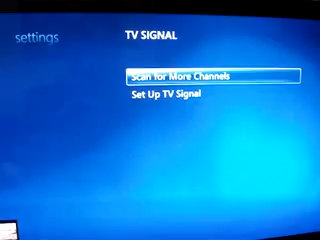 settings
TV SIGNAL
Scan for More Channels
Set Up TV Signal